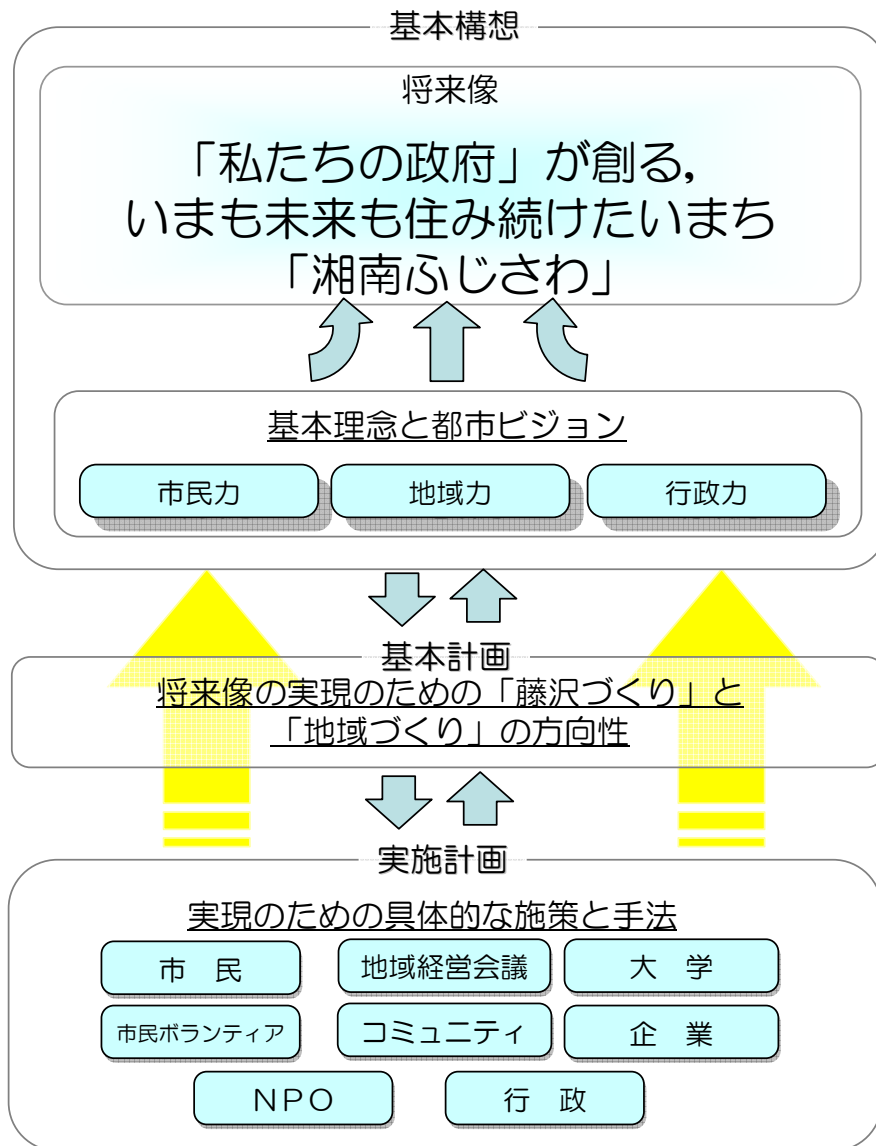 基本構想
将来像
「私たちの政府」が創る，
いまも未来も住み続けたいまち
「湘南ふじさわ」
基本理念と都市ビジョン
市民力 地域力 行政力
基本計画
将来像の実現のための「藤沢づくり」と
「地域づくり」の方向性
実施計画
実現のための具体的な施策と手法
市　民 地域経営会議 大　学
市民ボランティア コミュニティ 企　業
ＮＰＯ 行　政